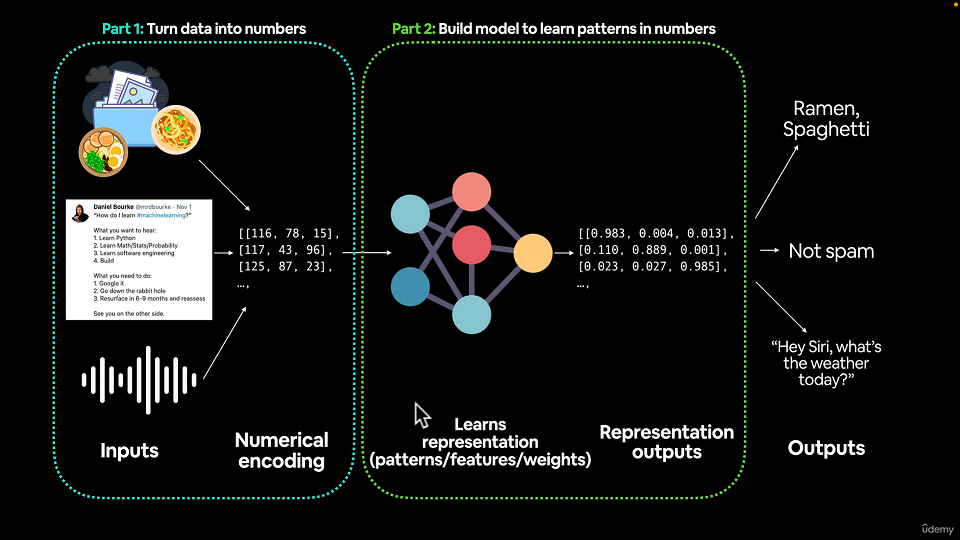 Part 1: Turn data into numbers
Part 2: Build model to learn patterns in numbers
Daniel Bourke @mrdbourke · Nov 1
"How do I learn #machinelearning?"
What you want to hear:
1. Learn Python
2. Learn Math/Stats/Probability
3. Learn software engineering
4. Build
What you need to do:
1. Google it
2. Go down the rabbit hole
3. Resurface in 6-9 months and reassess
See you on the other side.
[[116, 78, 15],
[117, 43, 96],
[125, 87, 23],
…,
[[0.983, 0.004, 0.013],
[0.110, 0.889, 0.001],
[0.023, 0.027, 0.985],
…,
Ramen,
Spaghetti
Not spam
“Hey Siri, what’s
the weather
today?”
Inputs
Numerical
encoding
Learns
representation
(patterns/features/weights)
Representation
outputs
Outputs
ûdemy